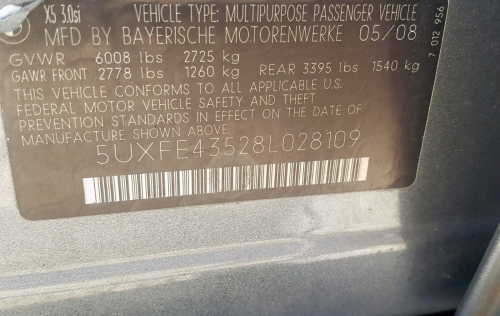 X5 3.0si
VEHICLE TYPE: MULTIPURPOSE PASSENGER VEHICLE
MFD BY BAYERISCHE MOTORENWERKE 05/08
GVWR 6008 lbs 2725 kg
GAWR FRONT 2778 lbs 1260 kg REAR 3395 lbs 1540 kg
THIS VEHICLE CONFORMS TO ALL APPLICABLE U.S.
FEDERAL MOTOR VEHICLE SAFETY AND THEFT
PREVENTION STANDARDS IN EFFECT ON THE DATE OF
MANUFACTURE SHOWN ABOVE.
5UXFE43528L028109
7 012 956